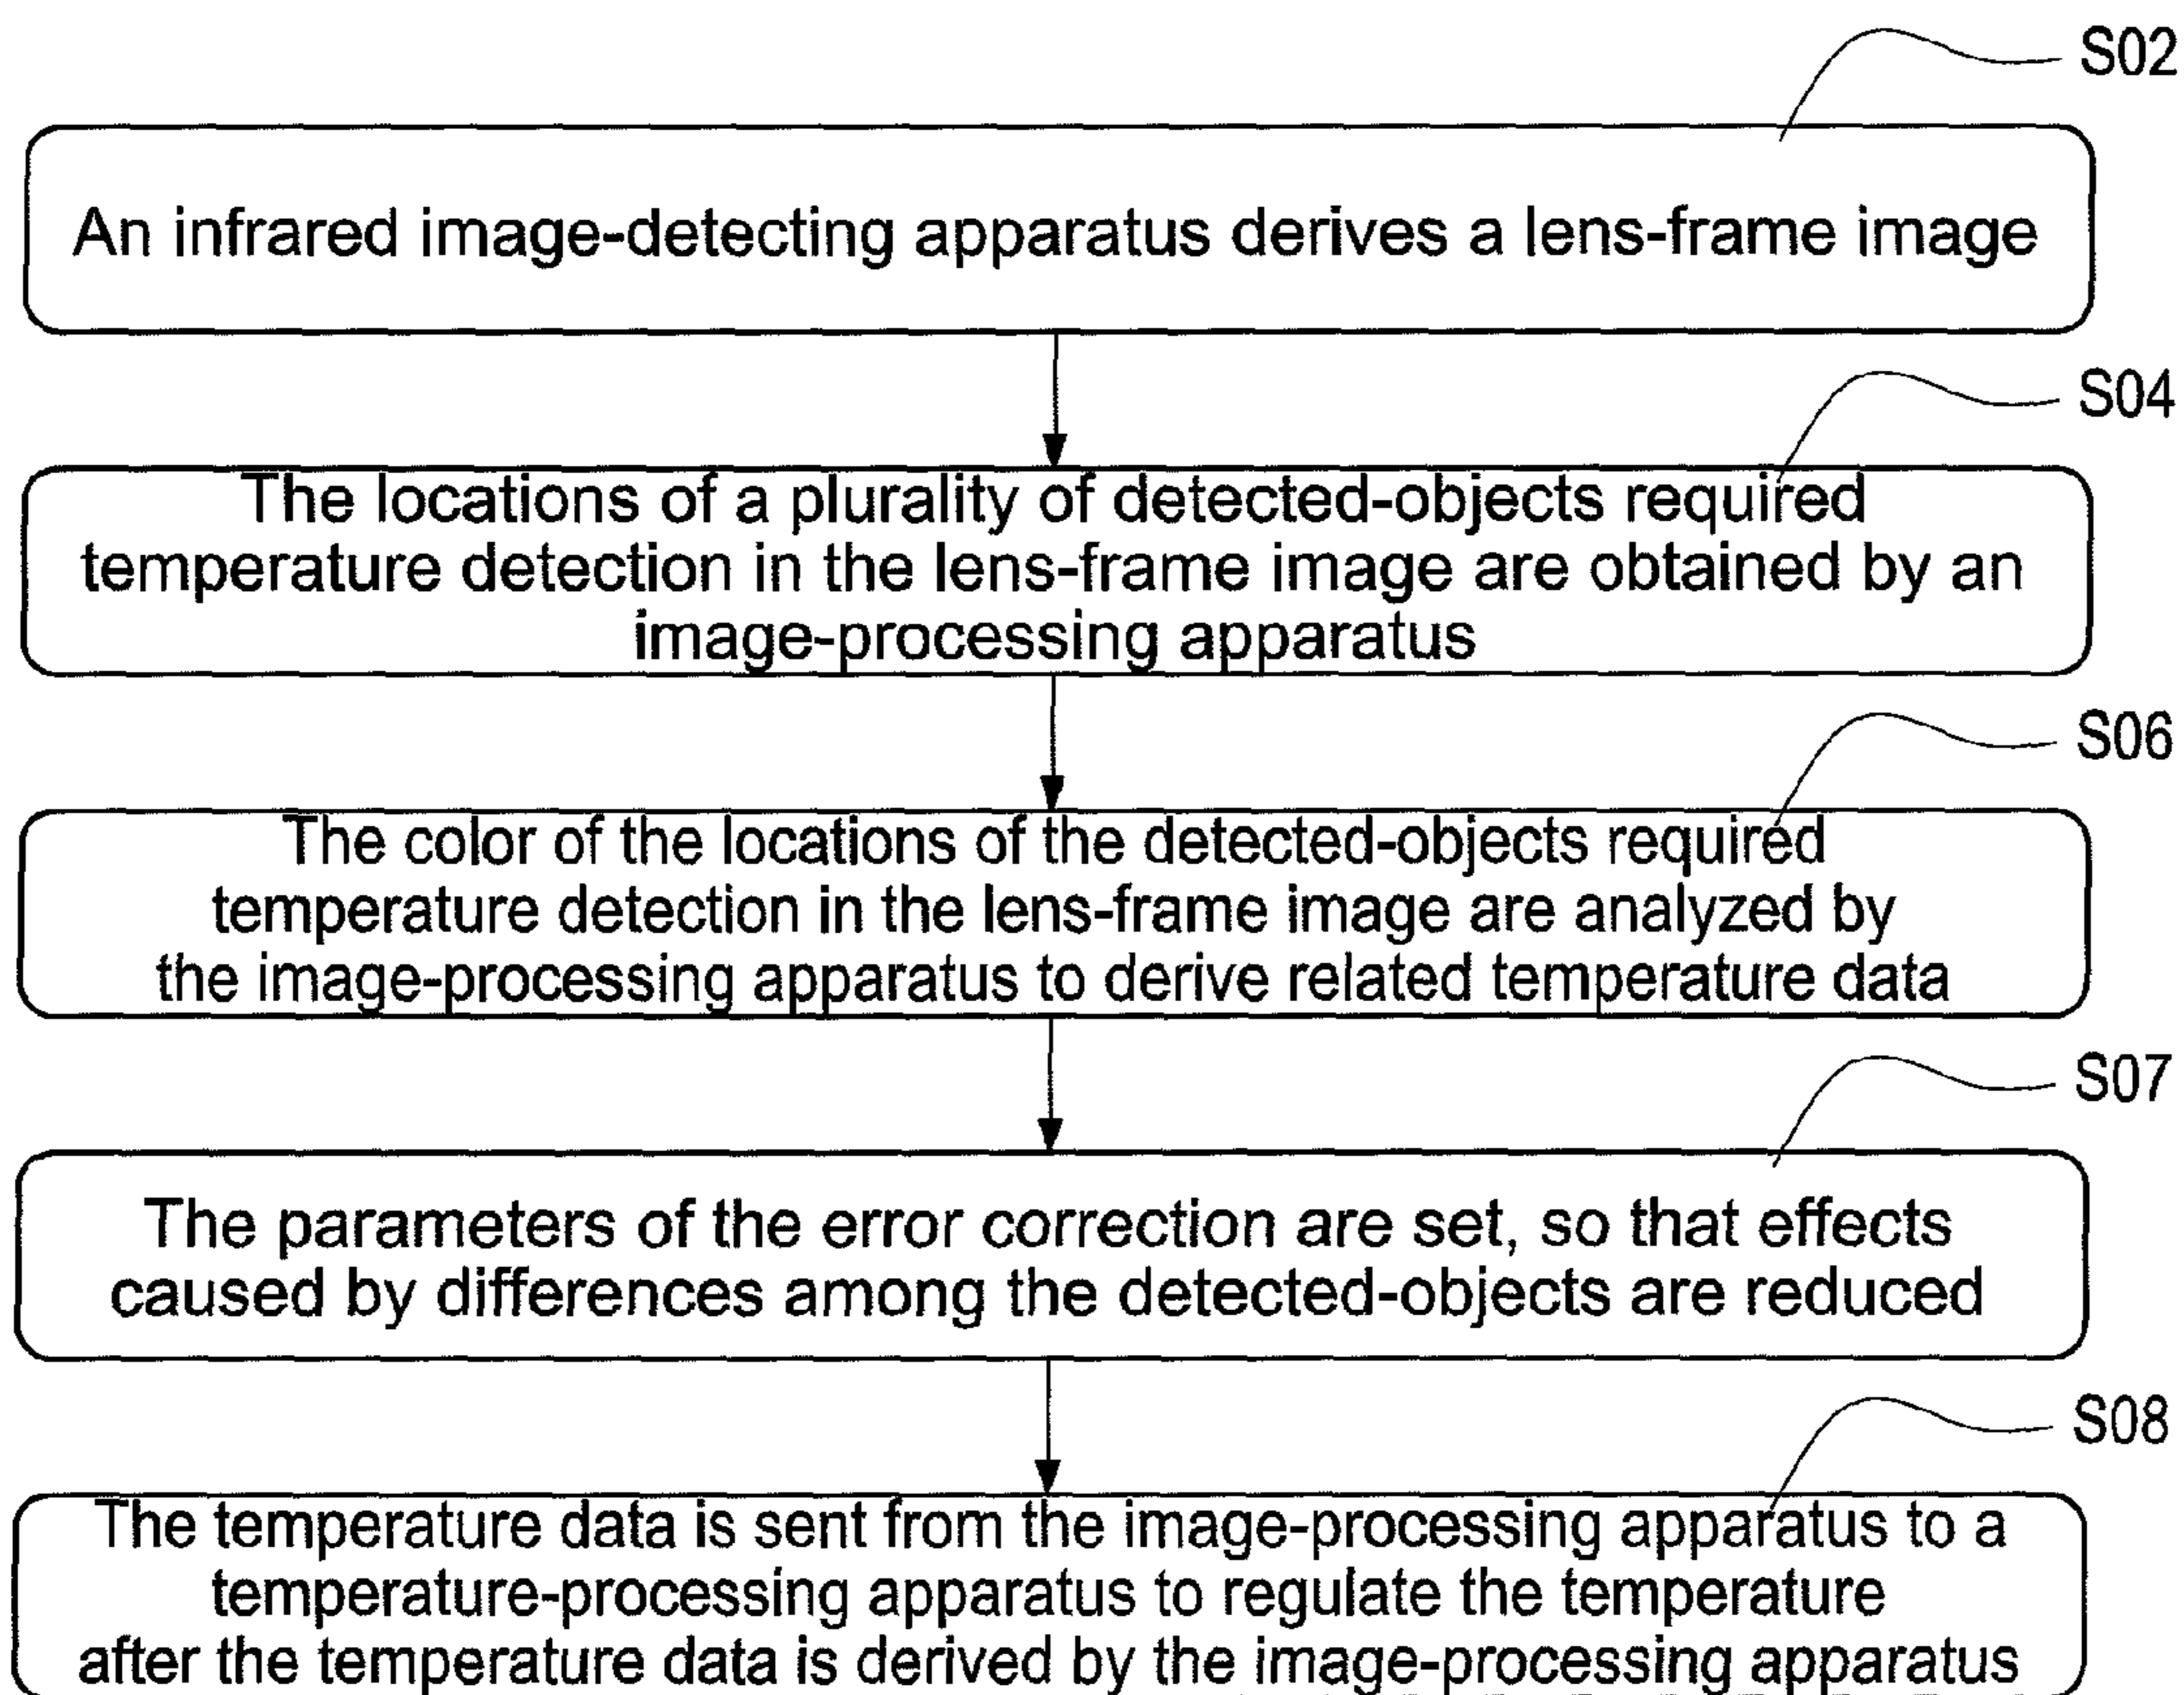 S02
An infrared image-detecting apparatus derives a lens-frame image
S04
The locations of a plurality of detected-objects required
temperature detection in the lens-frame image are obtained by an
image-processing apparatus
S06
The color of the locations of the detected-objects required
temperature detection in the lens-frame image are analyzed by
the image-processing apparatus to derive related temperature data
S07
The parameters of the error correction are set, so that effects
caused by differences among the detected-objects are reduced
S08
The temperature data is sent from the image-processing apparatus to a
temperature-processing apparatus to regulate the temperature
after the temperature data is derived by the image-processing apparatus